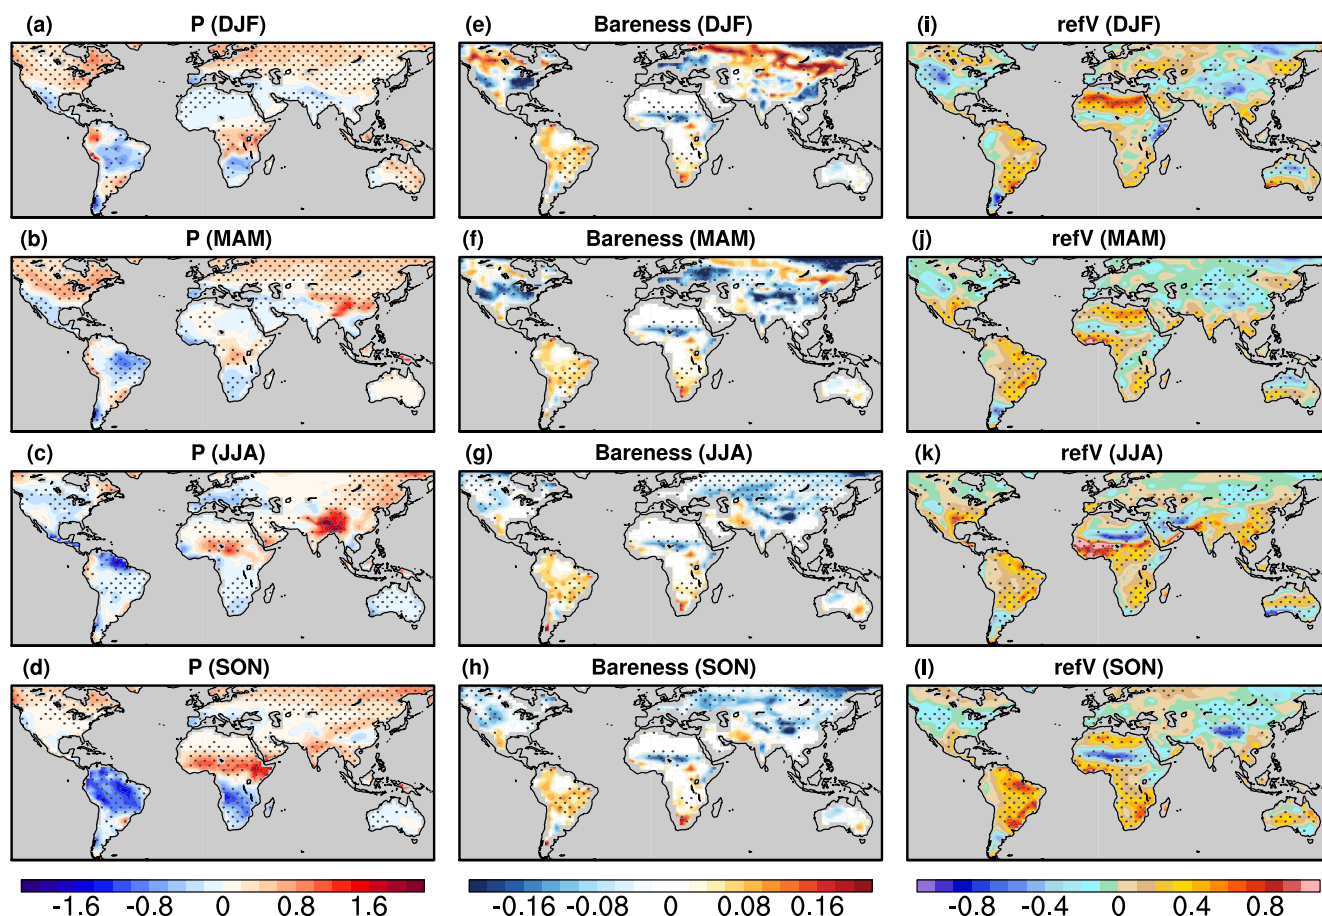 (a) P (DJF) (e) Bareness (DJF) (i) refV (DJF)
(b) P (MAM) (f) Bareness (MAM) (j) refV (MAM)
(c) P (JJA) (g) Bareness (JJA) (k) refV (JJA)
(d) P (SON) (h) Bareness (SON) (l) refV (SON)
-1.6 -0.8 0 0.8 1.6 -0.16 -0.08 0 0.08 0.16 -0.8 -0.4 0 0.4 0.8